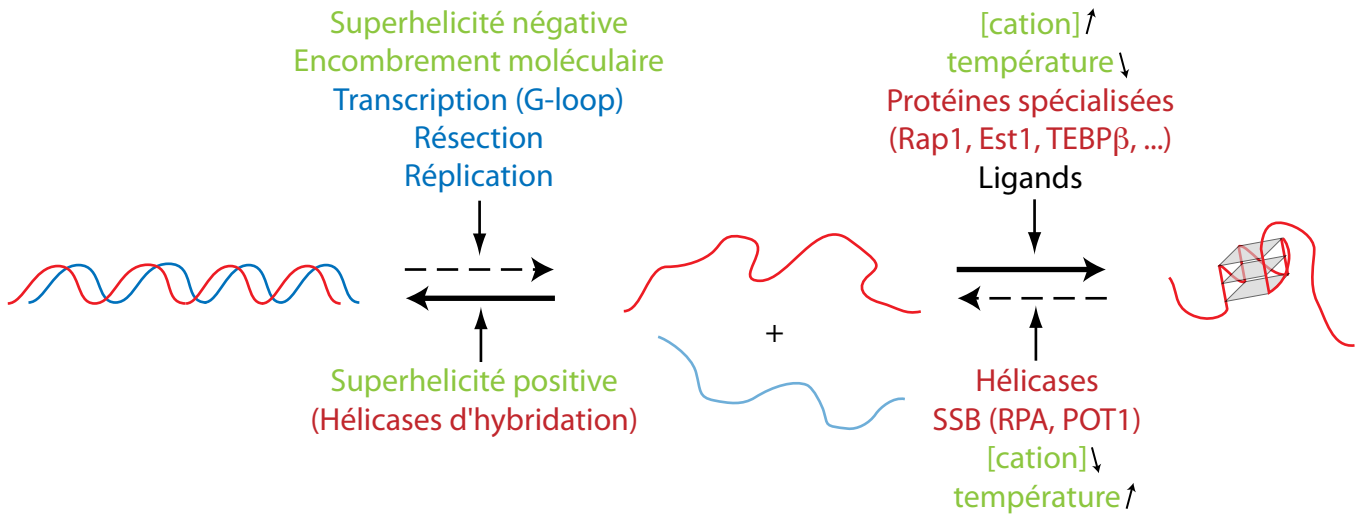 Superhelicité négative
Encombrement moléculaire
Transcription (G-loop)
Résection
Réplication
[cation]
température
Protéines spécialisées
(Rap1, Est1, TEBPβ, ...)
Ligands
+
Superhelicité positive
(Hélicases d'hybridation)
Hélicases
SSB (RPA, POT1)
[cation]
température